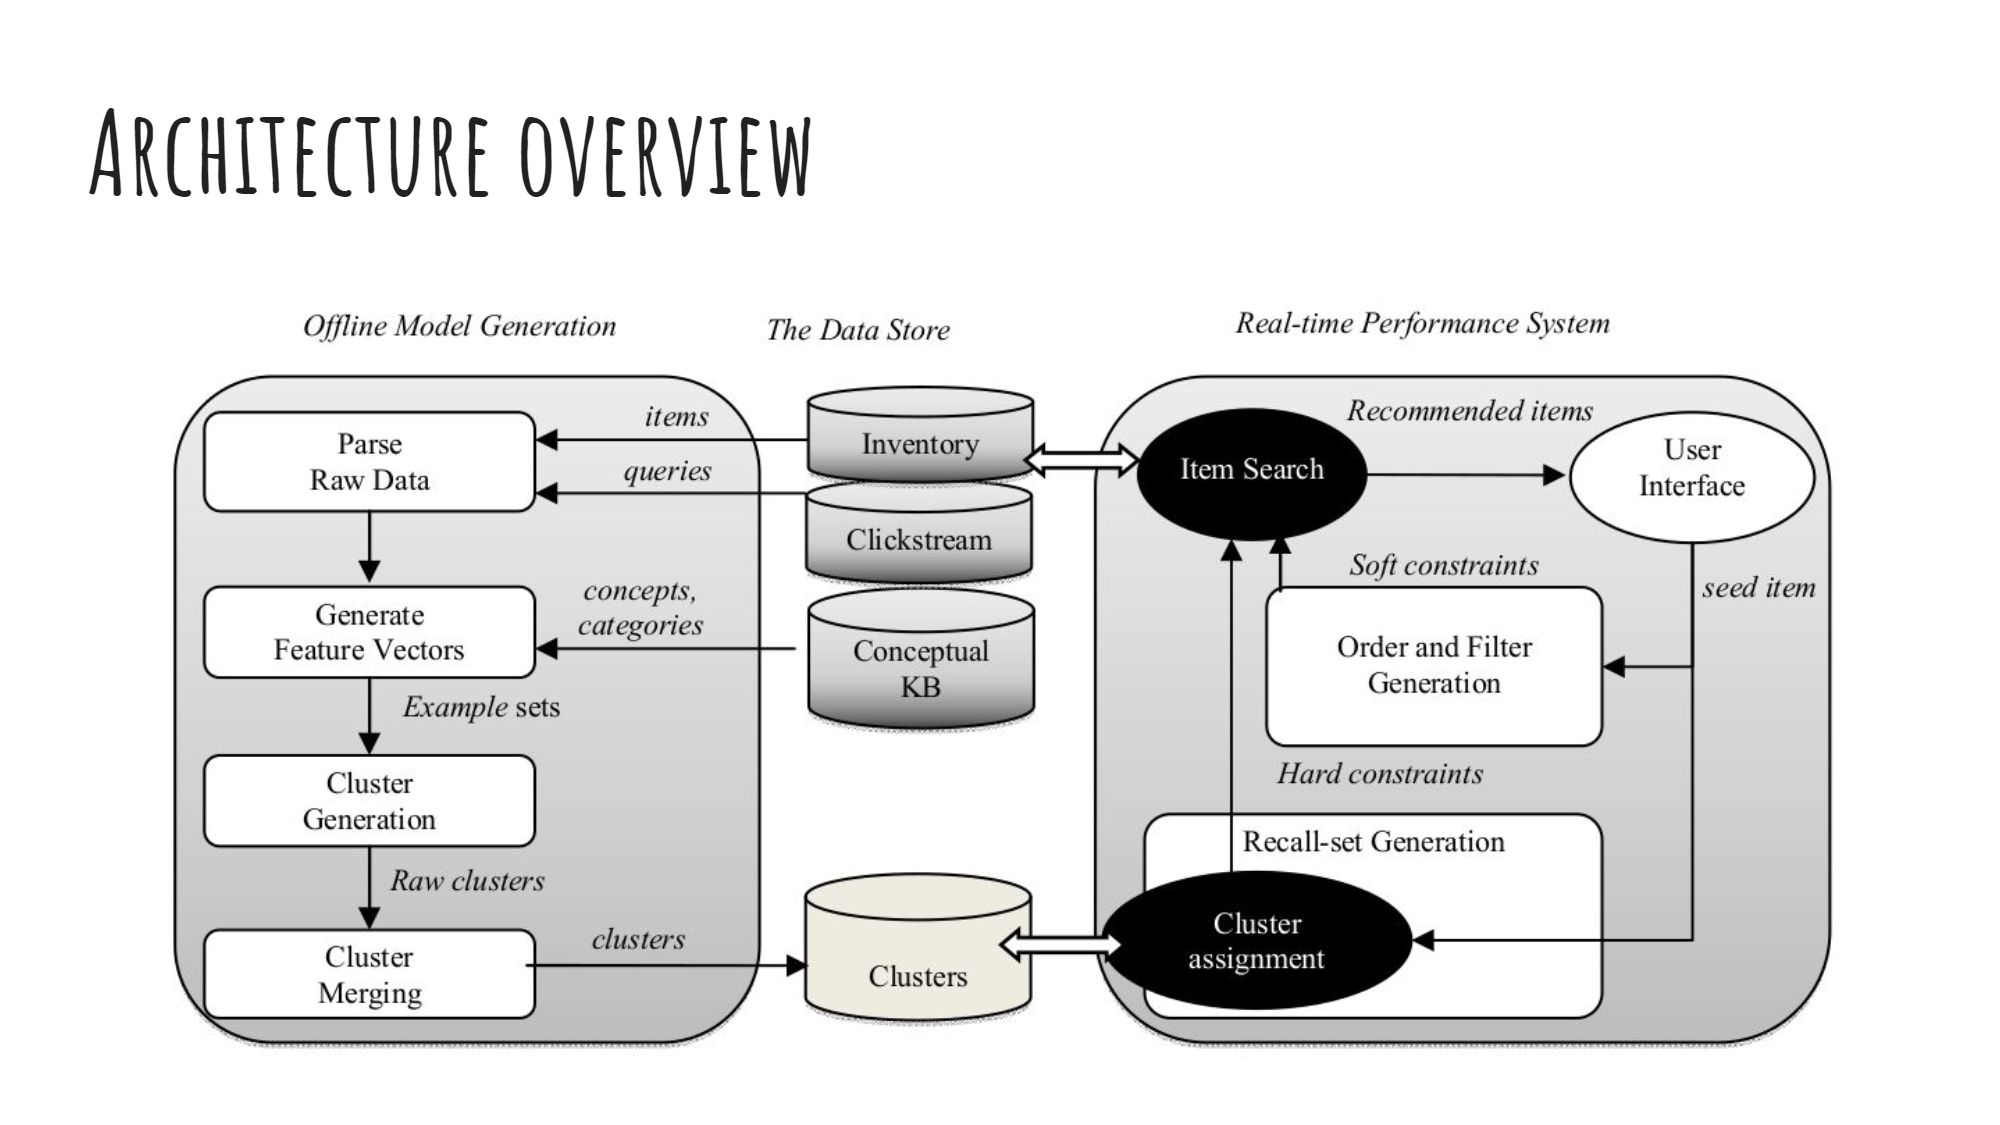 Architecture overview
Offline Model Generation
The Data Store
Real-time Performance System
Parse
Raw Data
items
queries
Generate
Feature Vectors
concepts,
categories
Example sets
Cluster
Generation
Raw clusters
Cluster
Merging
clusters
Inventory
Clickstream
Conceptual
KB
Clusters
Item Search
Recommended items
User
Interface
Soft constraints
seed item
Order and Filter
Generation
Hard constraints
Recall-set Generation
Cluster
assignment